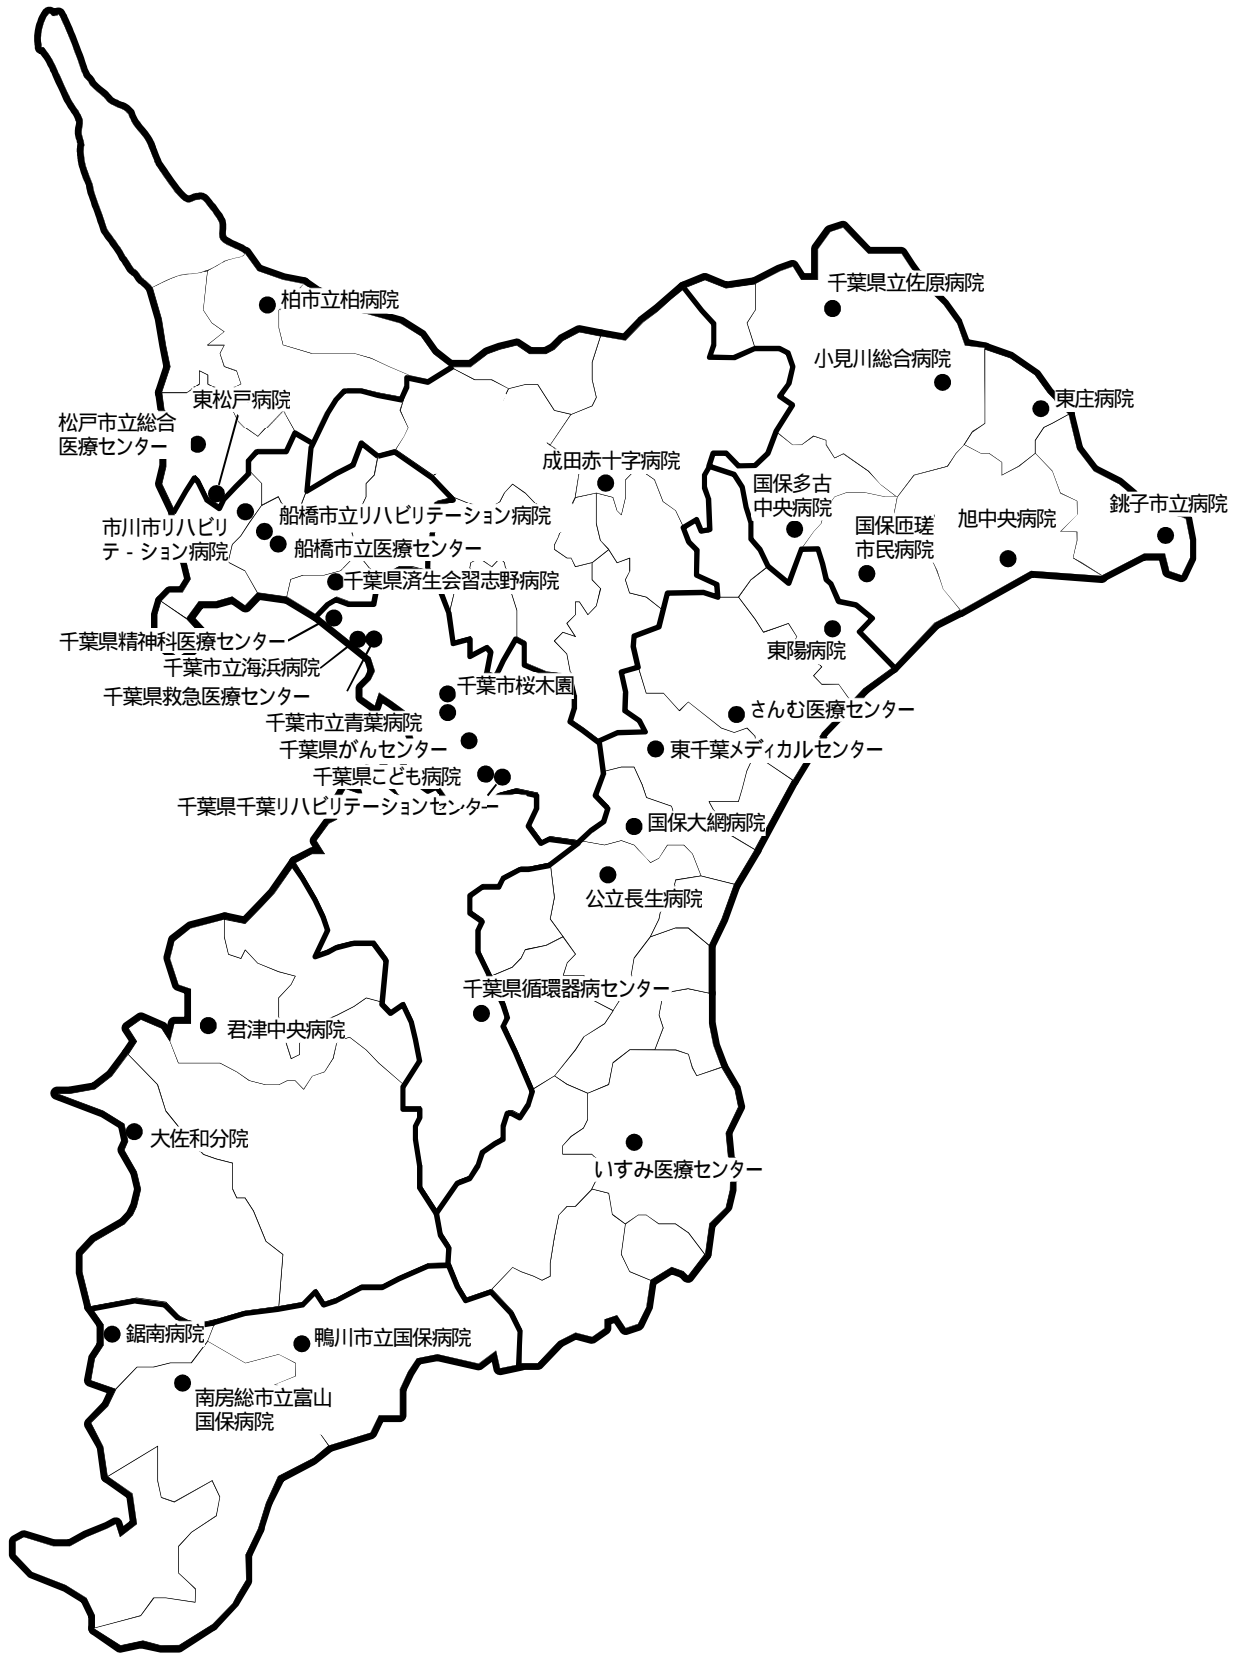 千葉県立佐原病院
柏市立柏病院
小見川総合病院
東松戸病院
東庄病院
松戸市立総合
医療センター
成田赤十字病院
国保多古
中央病院
銚子市立病院
船橋市立リハビリテーション病院
旭中央病院
市川市リハビリ
テ‐ション病院
国保匝瑳
市民病院
船橋市立医療センター
千葉県済生会習志野病院
千葉県精神科医療センター
東陽病院
千葉市立海浜病院
千葉県救急医療センター
千葉市桜木園
さんむ医療センター
千葉市立青葉病院
千葉県がんセンター
東千葉メディカルセンター
千葉県こども病院
千葉県千葉リハビリテーションセンター
国保大網病院
公立長生病院
千葉県循環器病センター
君津中央病院
大佐和分院
いすみ医療センター
鋸南病院
鴨川市立国保病院
南房総市立富山
国保病院